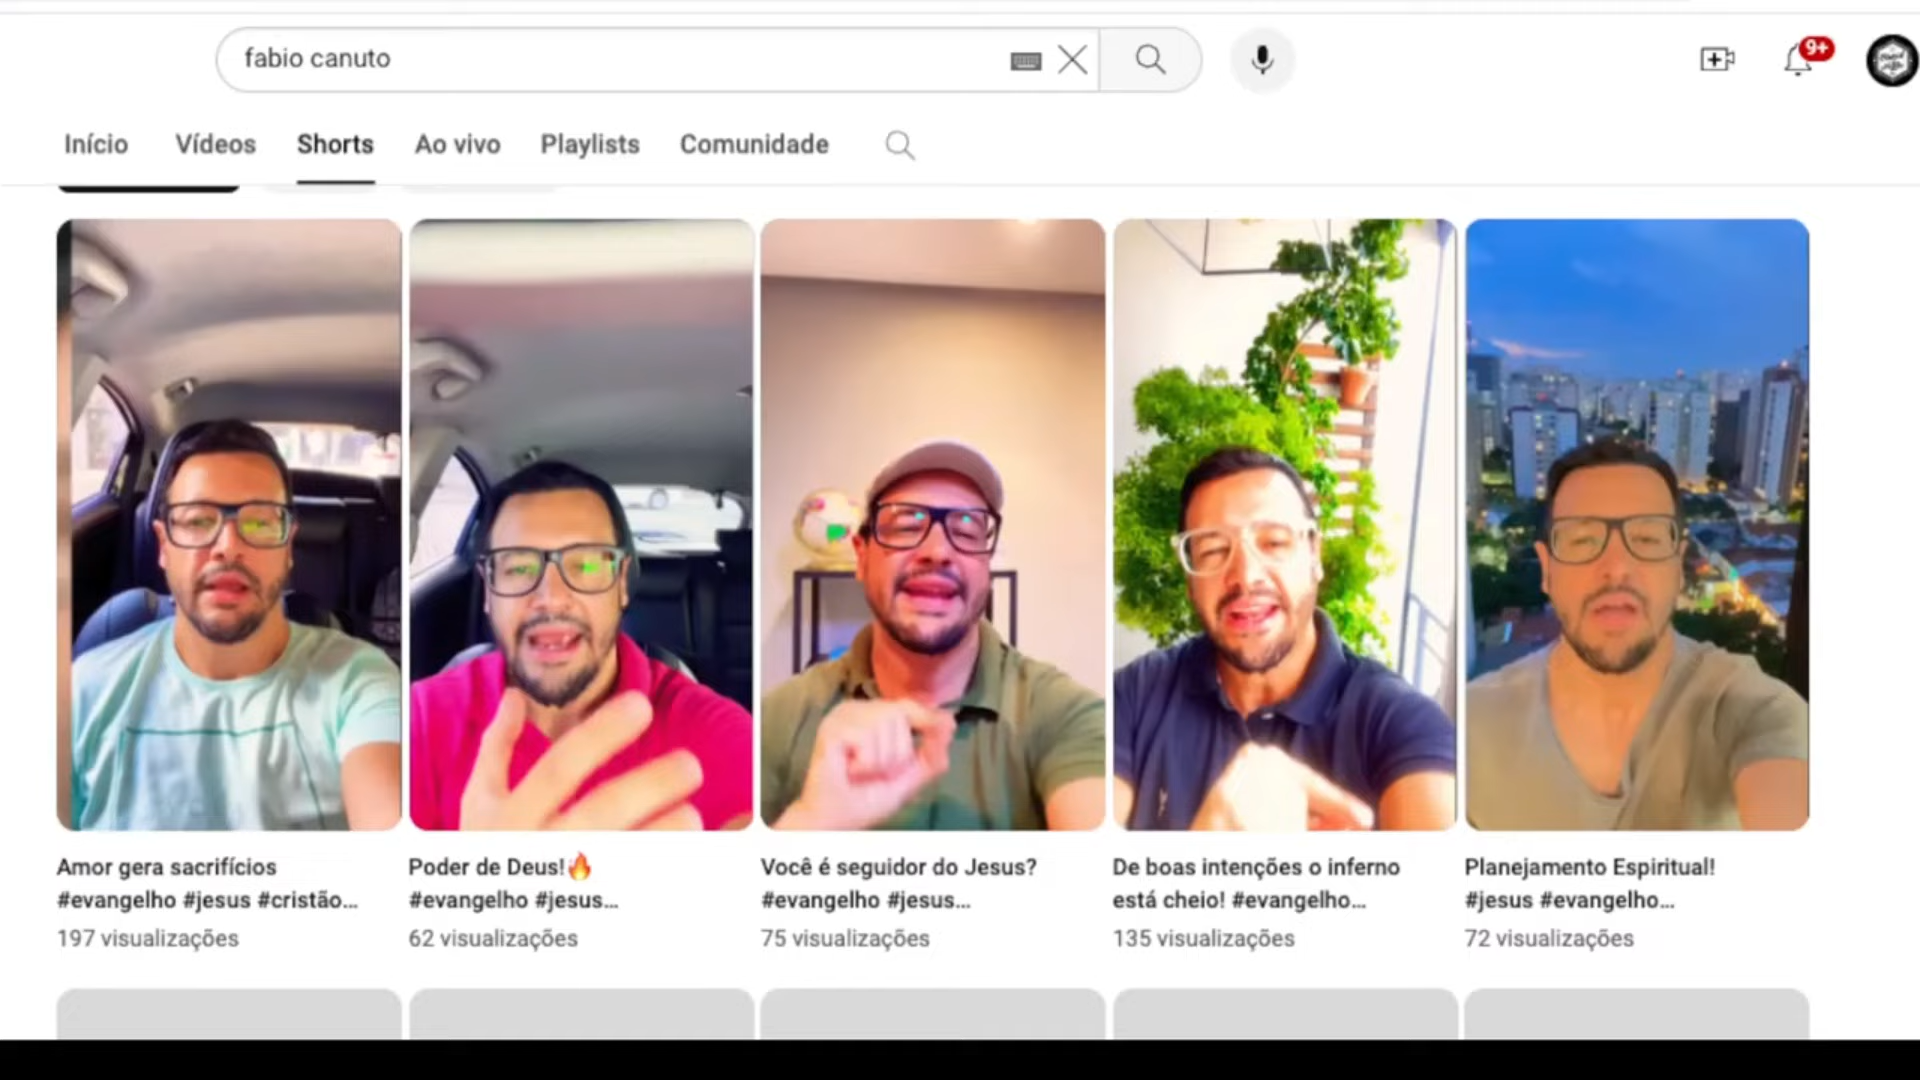 fabio canuto
9+
Início Vídeos Shorts Ao vivo Playlists Comunidade
Amor gera sacrifícios
#evangelho #jesus #cristão...
197 visualizações
Poder de Deus!🔥
#evangelho #jesus...
62 visualizações
Você é seguidor do Jesus?
#evangelho #jesus...
75 visualizações
De boas intenções o inferno
está cheio! #evangelho...
135 visualizações
Planejamento Espiritual!
#jesus #evangelho...
72 visualizações